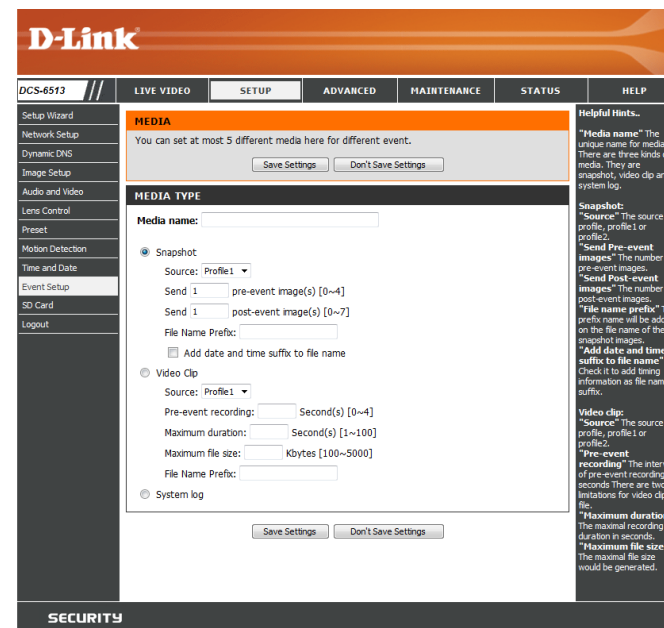 D-Link
DCS-6513 // LIVE VIDEO SETUP ADVANCED MAINTENANCE STATUS HELP
Setup Wizard
Network Setup
Dynamic DNS
Image Setup
Audio and Video
Lens Control
Preset
Motion Detection
Time and Date
Event Setup
SD Card
Logout
MEDIA
You can set at most 5 different media here for different event.
Save Settings Don't Save Settings
MEDIA TYPE
Media name:
Snapshot
Source: Profile1
Send 1 pre-event image(s) [0~4]
Send 1 post-event image(s) [0~7]
File Name Prefix:
Add date and time suffix to file name
Video Clip
Source: Profile1
Pre-event recording: Second(s) [0~4]
Maximum duration: Second(s) [1~100]
Maximum file size: Kbytes [100~5000]
File Name Prefix:
System log
Save Settings Don't Save Settings
Helpful Hints..
"Media name" The
unique name for media
There are three kinds
media. They are
snapshot, video clip
system log.
Snapshot:
"Source" The source
profile, profile1 or
profile2.
"Send Pre-event
images" The number
pre-event images.
"Send Post-event
images" The number
post-event images.
"File name prefix"
prefix name will be
on the file name of the
snapshot images.
"Add date and time
suffix to file name"
Check it to add timing
information as file
suffix.
Video clip:
"Source" The source
profile, profile1 or
profile2.
"Pre-event
recording" The
of pre-event recording
seconds There are two
limitations for video
file.
"Maximum
The maximal recording
duration in seconds.
"Maximum file size
The maximal file size
would be generated.
SECURITY